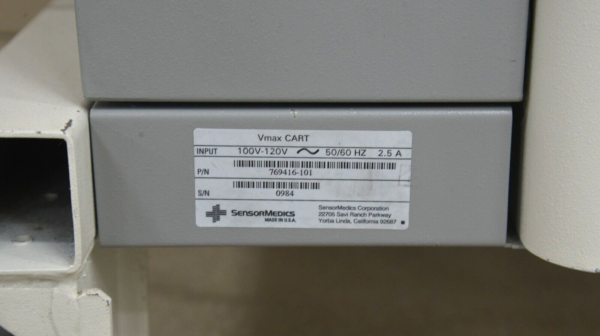 Vmax CART
INPUT 100V-120V ~ 50/60 HZ 2.5 A
P/N 769416-101
S/N 0984
SENSORMEDICS
MADE IN U.S.A.
SensorMedics Corporation
22705 Savi Ranch Parkway
Yorba Linda, California 92887